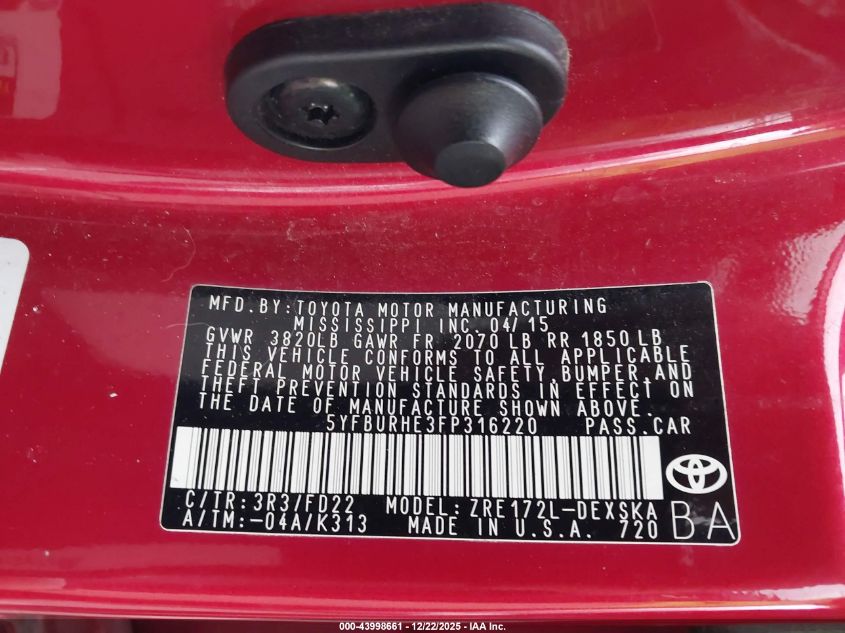 MFD.BY:TOYOTA MOTOR MANUFACTURING
MISSISSIPPI INC. 04/15
GVWR 3820LB GAWR FR 2070 LB RR 1850 LB
THIS VEHICLE CONFORMS TO ALL APPLICABLE
FEDERAL MOTOR VEHICLE SAFETY, BUMPER, AND
THEFT PREVENTION STANDARDS IN EFFECT ON
THE DATE OF MANUFACTURE SHOWN ABOVE.
5YFBURHE3FP316220 PASS.CAR
C/TR:3R3/FD22 MODEL: ZRE172L-DEXSKA
A/TM:-04A/K313 MADE IN U.S.A. 720 BA
000-43998661 - 12/22/2025 - IAA Inc.